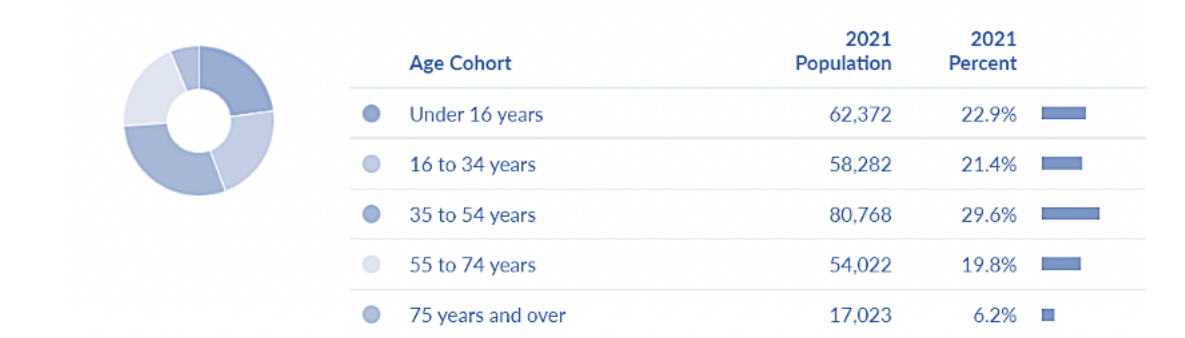 Age Cohort 2021 Population 2021 Percent
Under 16 years 62,372 22.9%
16 to 34 years 58,282 21.4%
35 to 54 years 80,768 29.6%
55 to 74 years 54,022 19.8%
75 years and over 17,023 6.2%